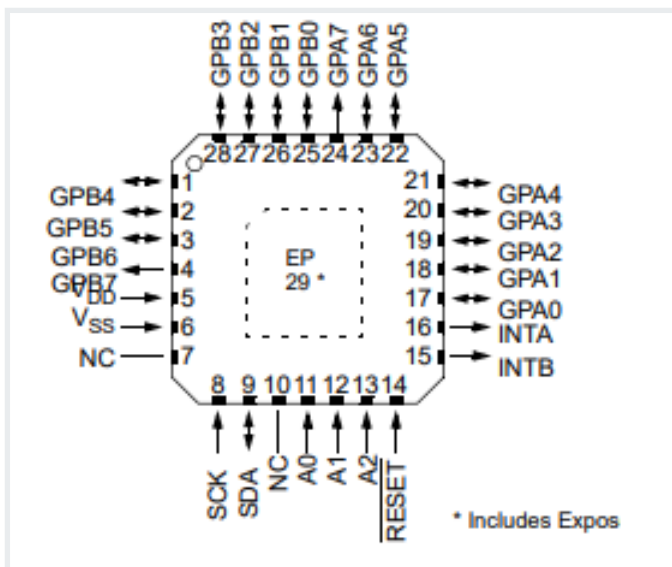 GPB3 GPB2 GPB1 GPB0 GPA7 GPA6 GPA5
28 27 26 25 24 23 22
1 21
GPB4 GPA4
2 20
GPB5 GPA3
3 19
GPB6 GPA2
4 18
GPB7 GPA1
VDD 5 17
GPA0
VSS 6 16 INTA
NC 7 15
INTB
EP
29 *
8 9 10 11 12 13 14
SCK SDA NC A0 A1 A2 RESET
* Includes Expos